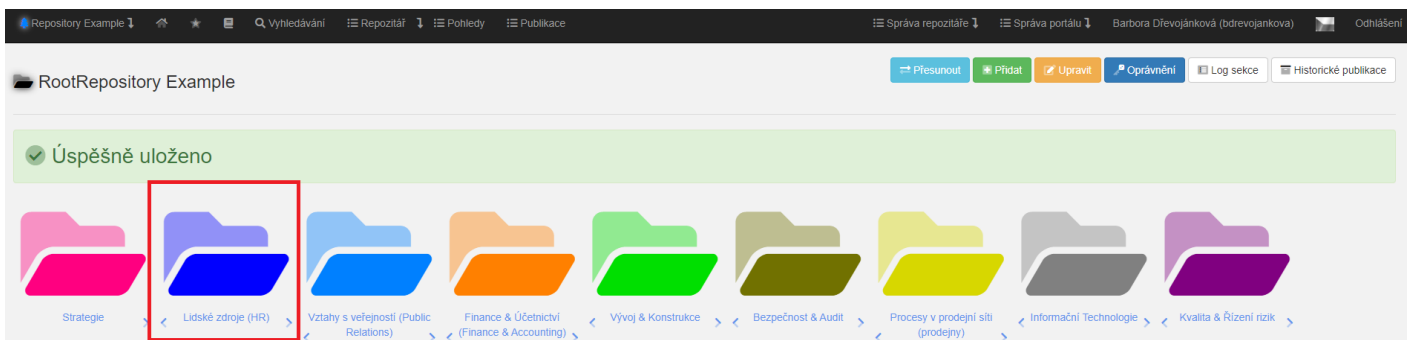 Repository Example Vyhledávání Repozitář Pohledy Publikace Správa repozitáře Správa portálu Barbora Dřevojánková (bdrevojankova) Odhlášení
RootRepository Example
Přesunout Přidat Upravit Oprávnění Log sekce Historické publikace
Úspěšně uloženo
Strategie
Lidské zdroje (HR)
Vztahy s veřejností (Public
Relations)
Finance & Účetnictví
(Finance & Accounting)
Vývoj & Konstrukce
Bezpečnost & Audit
Procesy v prodejní síti
(prodejny)
Informační Technologie
Kvalita & Řízení rizik